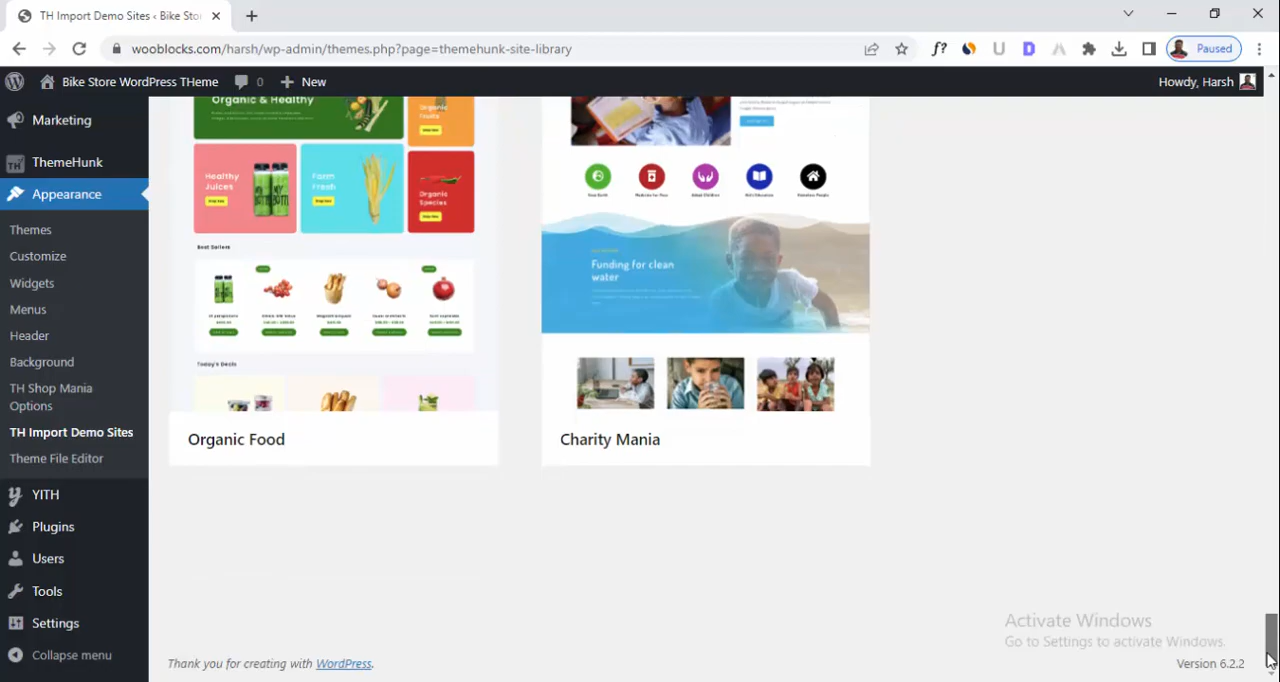 TH Import Demo Sites ‹ Bike Sto
wooblocks.com/harsh/wp-admin/themes.php?page=themehunk-site-library
f?
U
D
Paused
Bike Store WordPress THeme
0
New
Howdy, Harsh
Marketing
TH
ThemeHunk
Appearance
Themes
Customize
Widgets
Menus
Header
Background
TH Shop Mania
Options
TH Import Demo Sites
Theme File Editor
YITH
Plugins
Users
Tools
Settings
Collapse menu
Organic & Healthy
Organic
Fruits
Healthy
Juices
Farm
Fresh
Organic
Species
Best Sellers
Today's Deals
Organic Food
Funding for clean
water
Charity Mania
Activate Windows
Go to Settings to activate Windows.
Thank you for creating with WordPress.
Version 6.2.2